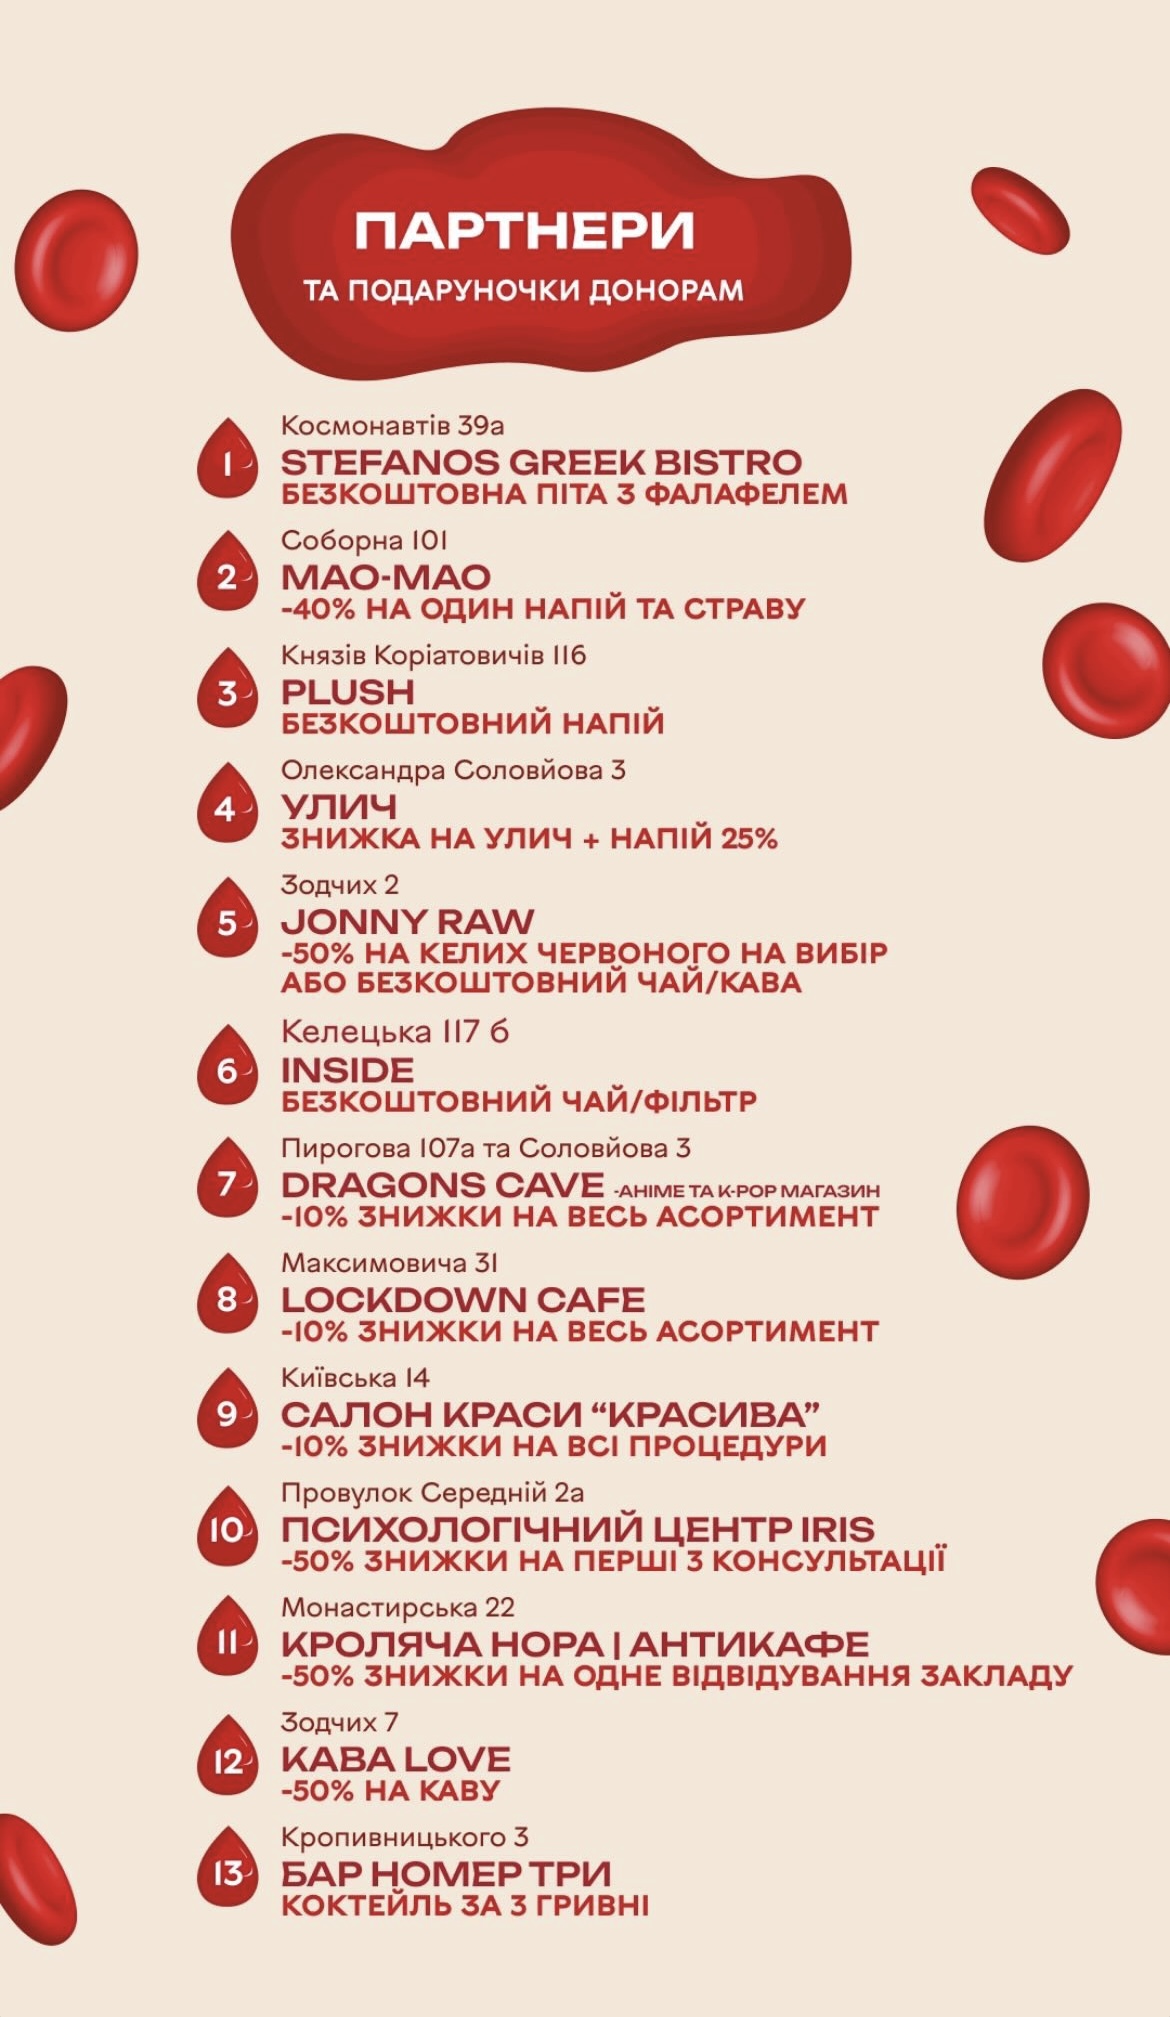 ПАРТНЕРИ
ТА ПОДАРУНОЧКИ ДОНОРАМ
Космонавтів 39а
1 STEFANOS GREEK BISTRO
БЕЗКОШТОВНА ПІТА З ФАЛАФЕЛЕМ
Соборна 101
2 МАО-МАО
-40% НА ОДИН НАПІЙ ТА СТРАВУ
Князів Коріатовичів 116
3 PLUSH
БЕЗКОШТОВНИЙ НАПІЙ
Олександра Соловйова 3
4 УЛИЧ
ЗНИЖКА НА УЛИЧ + НАПІЙ 25%
Зодчих 2
5 JONNY RAW
-50% НА КЕЛИХ ЧЕРВОНОГО НА ВИБІР
АБО БЕЗКОШТОВНИЙ ЧАЙ/КАВА
Келецька 117 б
6 INSIDE
БЕЗКОШТОВНИЙ ЧАЙ/ФІЛЬТР
Пирогова 107а та Соловйова 3
7 DRAGONS CAVE -АНІМЕ ТА K-POP МАГАЗИН
-10% ЗНИЖКИ НА ВЕСЬ АСОРТИМЕНТ
Максимовича 31
8 LOCKDOWN CAFE
-10% ЗНИЖКИ НА ВЕСЬ АСОРТИМЕНТ
Київська 14
9 САЛОН КРАСИ “КРАСИВА”
-10% ЗНИЖКИ НА ВСІ ПРОЦЕДУРИ
Провулок Середній 2а
10 ПСИХОЛОГІЧНИЙ ЦЕНТР IRIS
-50% ЗНИЖКИ НА ПЕРШІ 3 КОНСУЛЬТАЦІЇ
Монастирська 22
11 КРОЛЯЧА НОРА | АНТИКАФЕ
-50% ЗНИЖКИ НА ОДНЕ ВІДВІДУВАННЯ ЗАКЛАДУ
Зодчих 7
12 КАВА LOVE
-50% НА КАВУ
Кропивницького 3
13 БАР НОМЕР ТРИ
КОКТЕЙЛЬ ЗА 3 ГРИВНІ